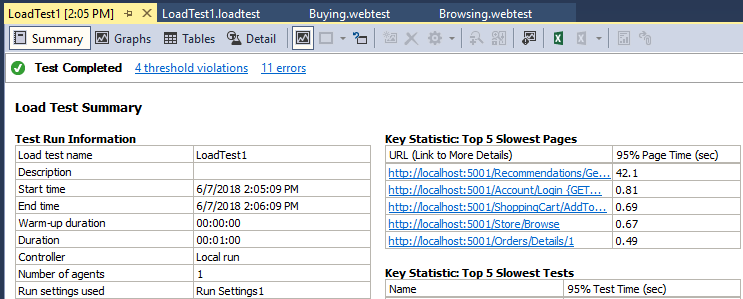 LoadTest1 [2:05 PM] LoadTest1.loadtest Buying.webtest Browsing.webtest
Summary Graphs Tables Detail
Test Completed 4 threshold violations 11 errors
Load Test Summary
Test Run Information
Load test name LoadTest1
Description
Start time 6/7/2018 2:05:09 PM
End time 6/7/2018 2:06:09 PM
Warm-up duration 00:00:00
Duration 00:01:00
Controller Local run
Number of agents 1
Run settings used Run Settings1
Key Statistic: Top 5 Slowest Pages
URL (Link to More Details) 95% Page Time (sec)
http://localhost:5001/Recommendations/Ge... 42.1
http://localhost:5001/Account/Login {GET... 0.81
http://localhost:5001/ShoppingCart/AddTo... 0.69
http://localhost:5001/Store/Browse 0.67
http://localhost:5001/Orders/Details/1 0.49
Key Statistic: Top 5 Slowest Tests
Name 95% Test Time (sec)